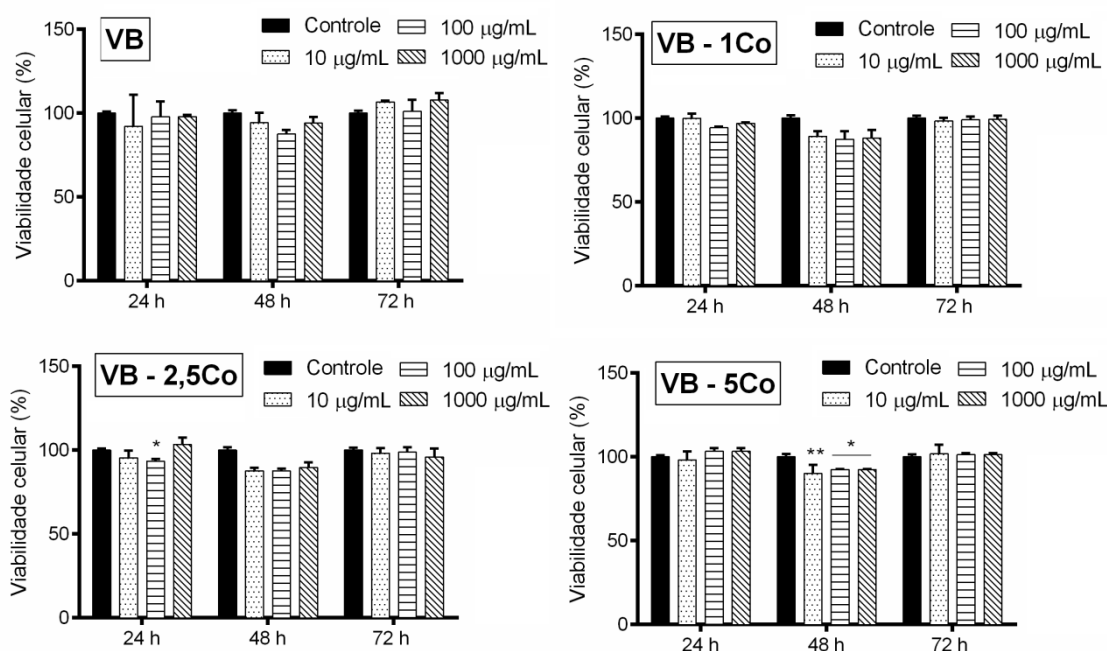 VB
Controle
100 µg/mL
10 µg/mL
1000 µg/mL
Viabilidade celular (%)
150
100
50
0
24 h
48 h
72 h
VB - 1Co
Controle
100 µg/mL
10 µg/mL
1000 µg/mL
Viabilidade celular (%)
150
100
50
0
24 h
48 h
72 h
VB - 2,5Co
Controle
100 µg/mL
10 µg/mL
1000 µg/mL
Viabilidade celular (%)
150
100
50
0
*
24 h
48 h
72 h
VB - 5Co
Controle
100 µg/mL
10 µg/mL
1000 µg/mL
Viabilidade celular (%)
150
100
50
0
**
*
24 h
48 h
72 h